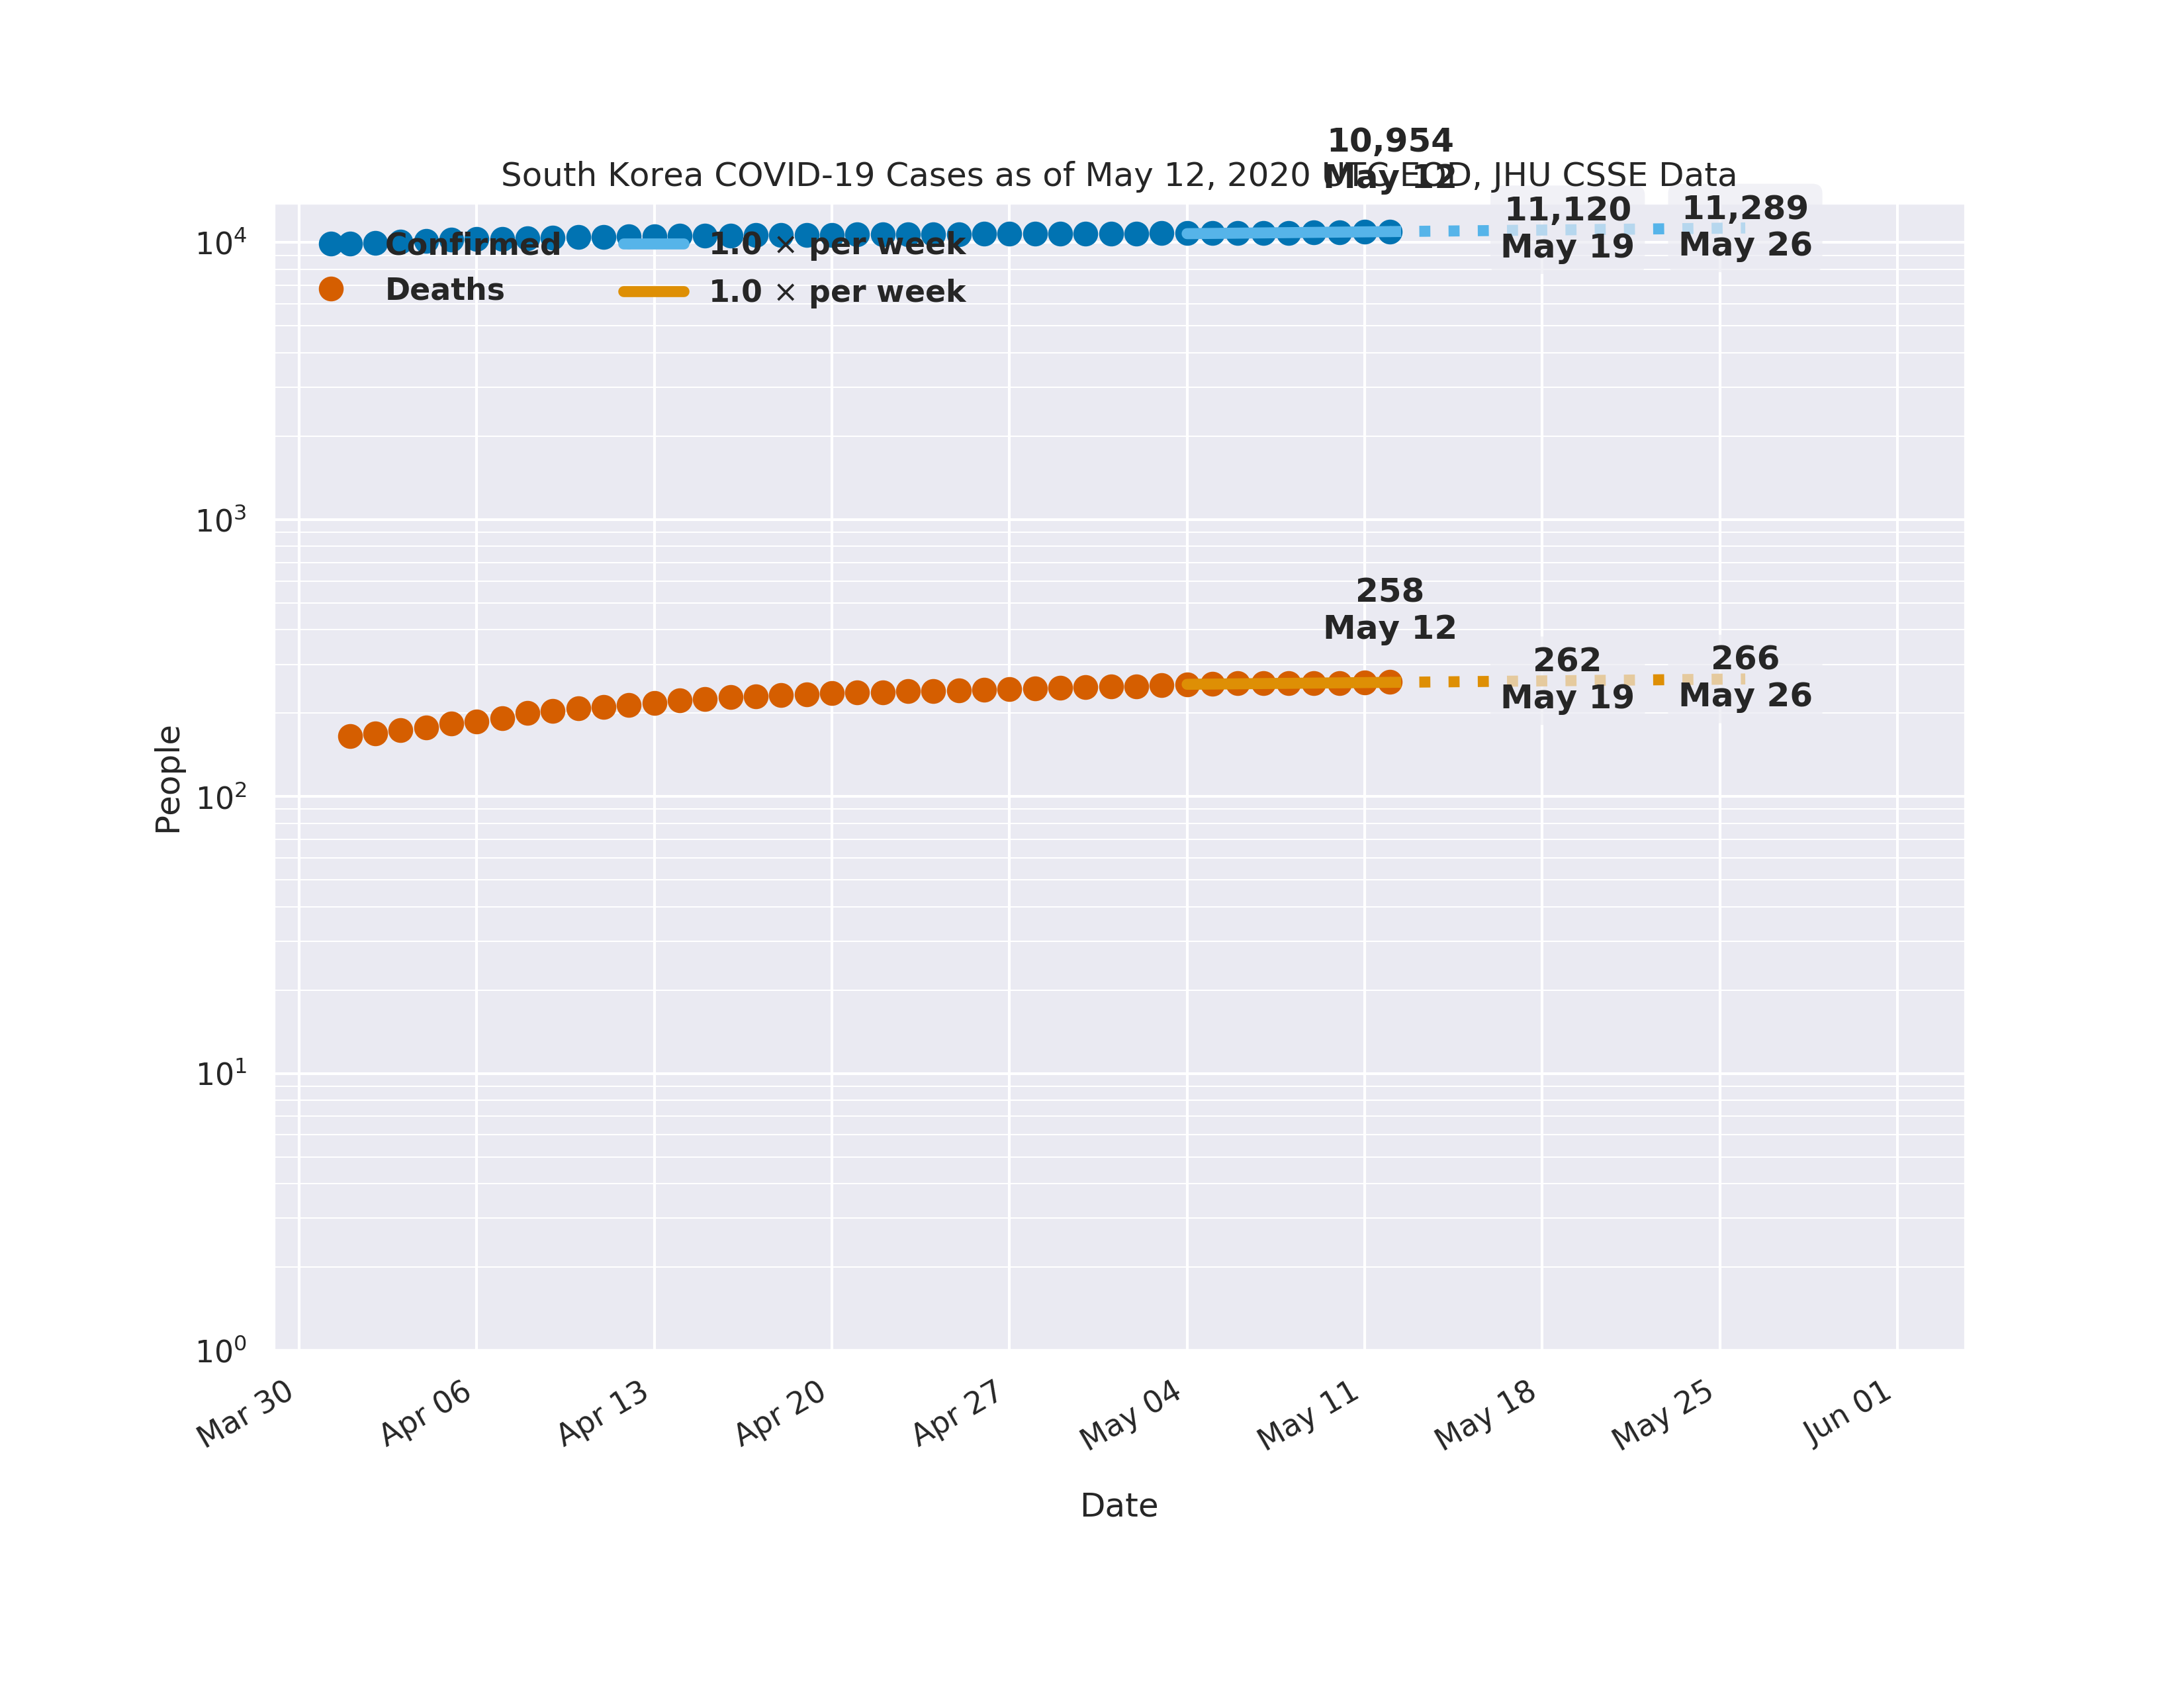 10,954
May 12
South Korea COVID-19 Cases as of May 12, 2020 UTC EOD, JHU CSSE Data
11,120
May 19
11,289
May 26
Confirmed
1.0 × per week
Deaths
1.0 × per week
258
May 12
262
May 19
266
May 26
People
10⁴
10³
10²
10¹
10⁰
Mar 30
Apr 06
Apr 13
Apr 20
Apr 27
May 04
May 11
May 18
May 25
Jun 01
Date